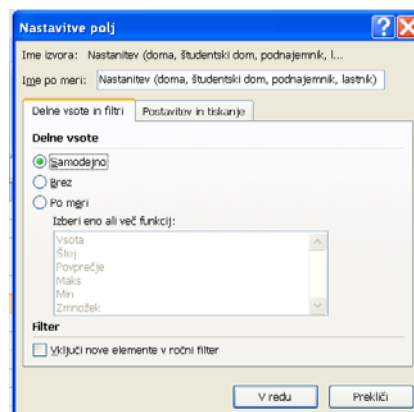 Nastavitve polj
Ime izvora: Nastanitev (doma, študentski dom, podnajemnik, l...
Ime po meri: Nastanitev (doma, študentski dom, podnajemnik, lastnik)
Delne vsote in filtri Postavitev in tiskanje
Delne vsote
Samodejno
Brez
Po meri
Izberi eno ali več funkcij:
Vsota
Štej
Povprečje
Maks
Min
Zmnožek
Filter
Vključi nove elemente v ročni filter
V redu Prekliči